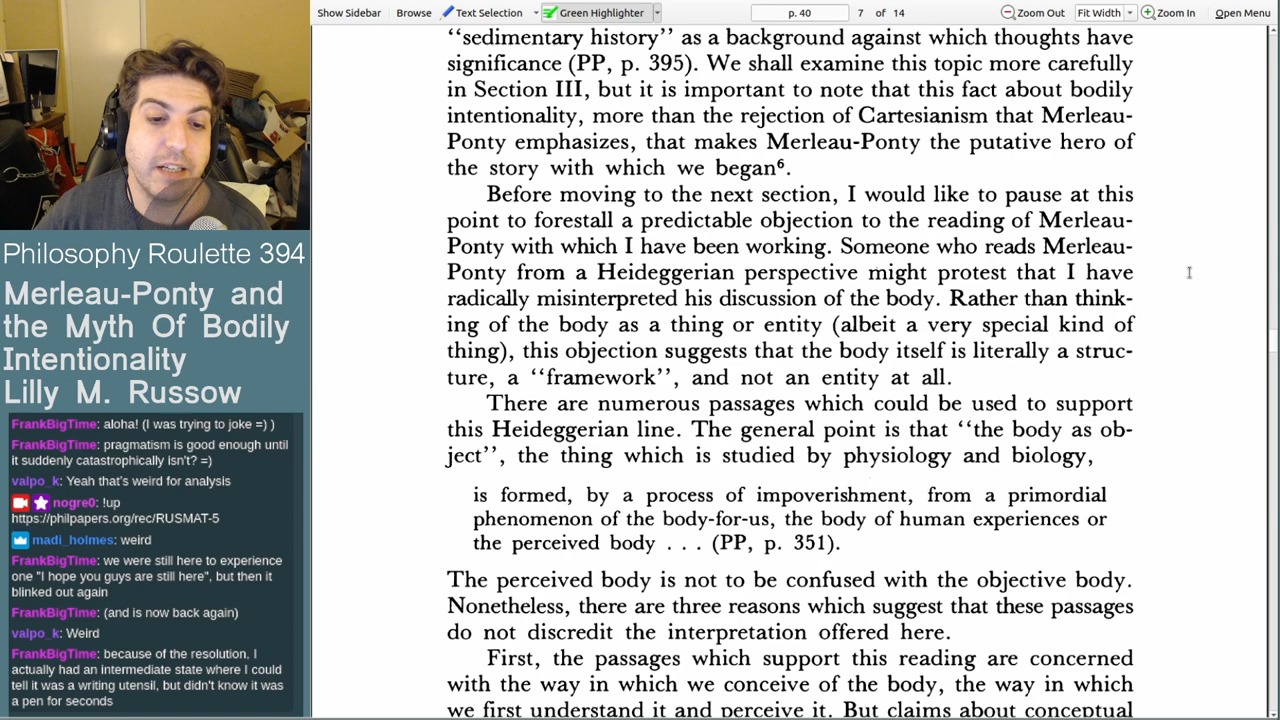 Show Sidebar Browse Text Selection Green Highlighter p. 40 7 of 14 Zoom Out Fit Width Zoom In Open Menu
"sedimentary history" as a background against which thoughts have
significance (PP, p. 395). We shall examine this topic more carefully
in Section III, but it is important to note that this fact about bodily
intentionality, more than the rejection of Cartesianism that Merleau-
Ponty emphasizes, that makes Merleau-Ponty the putative hero of
the story with which we began⁶.
Before moving to the next section, I would like to pause at this
point to forestall a predictable objection to the reading of Merleau-
Ponty with which I have been working. Someone who reads Merleau-
Ponty from a Heideggerian perspective might protest that I have
radically misinterpreted his discussion of the body. Rather than think-
ing of the body as a thing or entity (albeit a very special kind of
thing), this objection suggests that the body itself is literally a struc-
ture, a "framework", and not an entity at all.
There are numerous passages which could be used to support
this Heideggerian line. The general point is that "the body as ob-
ject", the thing which is studied by physiology and biology,
is formed, by a process of impoverishment, from a primordial
phenomenon of the body-for-us, the body of human experiences or
the perceived body . . . (PP, p. 351).
The perceived body is not to be confused with the objective body.
Nonetheless, there are three reasons which suggest that these passages
do not discredit the interpretation offered here.
First, the passages which support this reading are concerned
with the way in which we conceive of the body, the way in which
we first understand it and perceive it. But claims about conceptual
Philosophy Roulette 394
Merleau-Ponty and
the Myth Of Bodily
Intentionality
Lilly M. Russow
FrankBigTime: aloha! (I was trying to joke =) )
FrankBigTime: pragmatism is good enough until
it suddenly catastrophically isn't? =)
valpo_k: Yeah that's weird for analysis
nogre0: !up
https://philpapers.org/rec/RUSMAT-5
madi_holmes: weird
FrankBigTime: we were still here to experience
one "I hope you guys are still here", but then it
blinked out again
FrankBigTime: (and is now back again)
valpo_k: Weird
FrankBigTime: because of the resolution, I
actually had an intermediate state where I could
tell it was a writing utensil, but didn't know it was
a pen for seconds